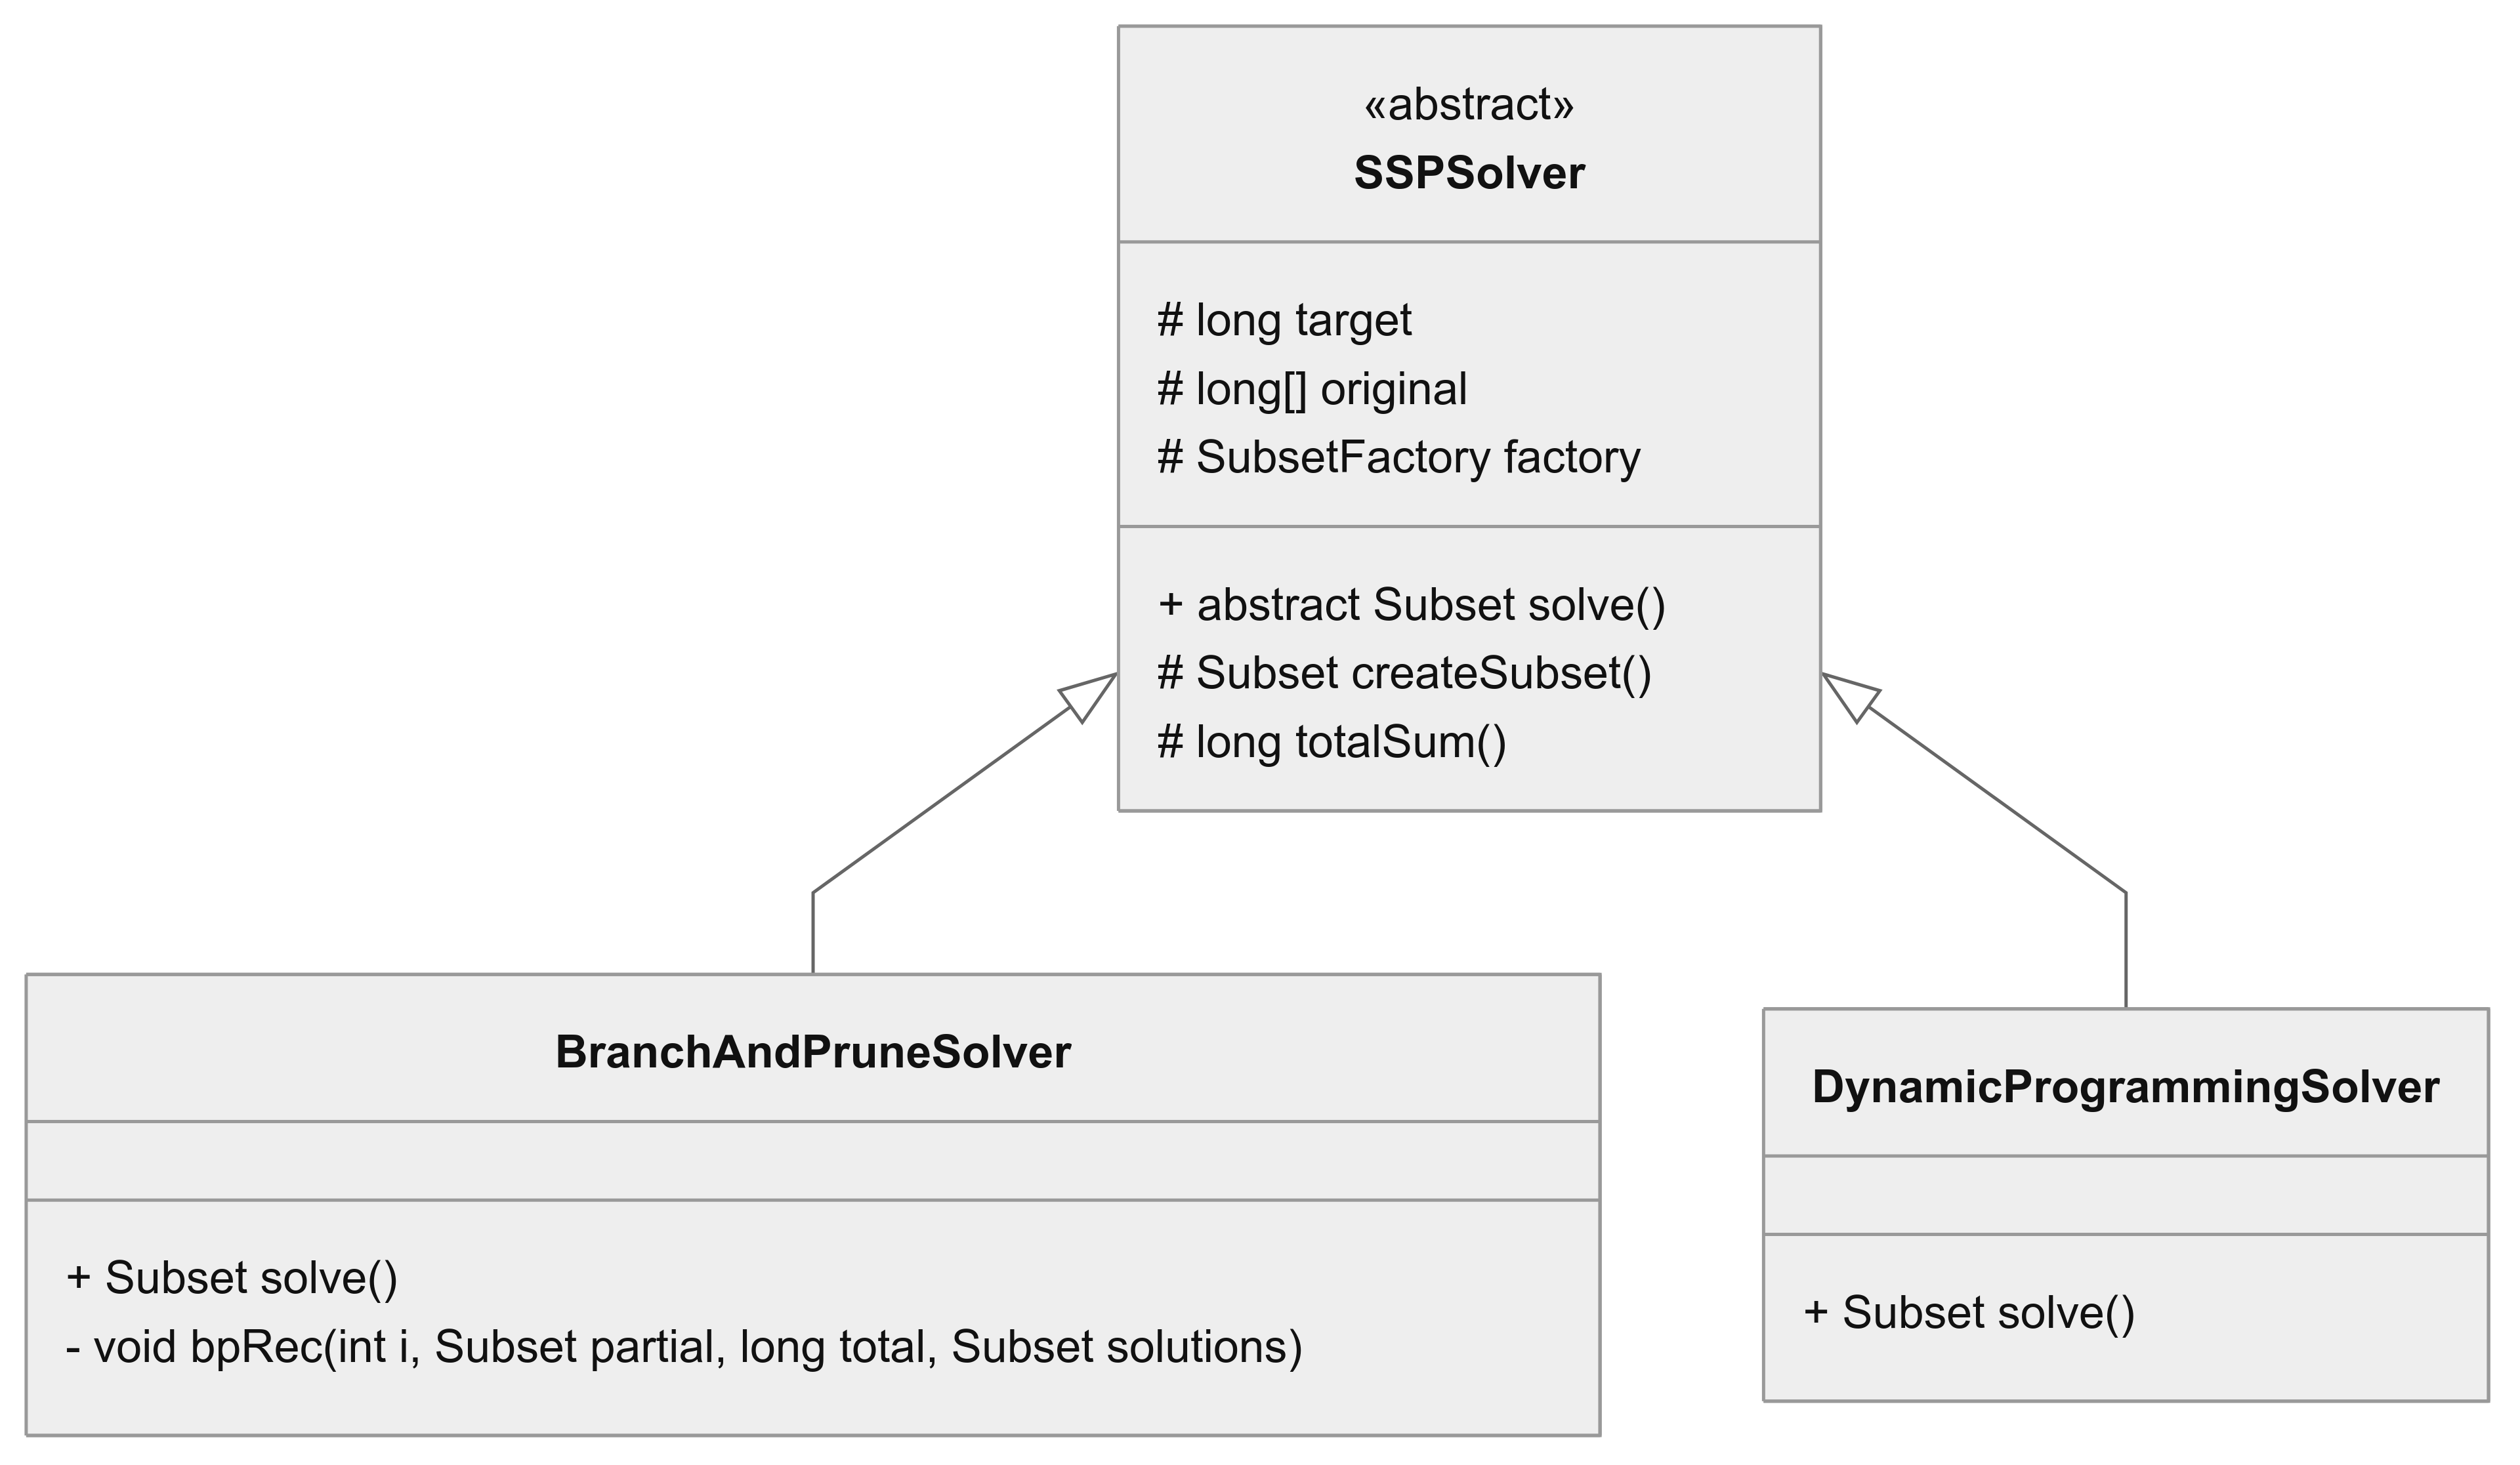 «abstract»
SSPSolver
# long target
# long[] original
# SubsetFactory factory
+ abstract Subset solve()
# Subset createSubset()
# long totalSum()
BranchAndPruneSolver
+ Subset solve()
- void bpRec(int i, Subset partial, long total, Subset solutions)
DynamicProgrammingSolver
+ Subset solve()